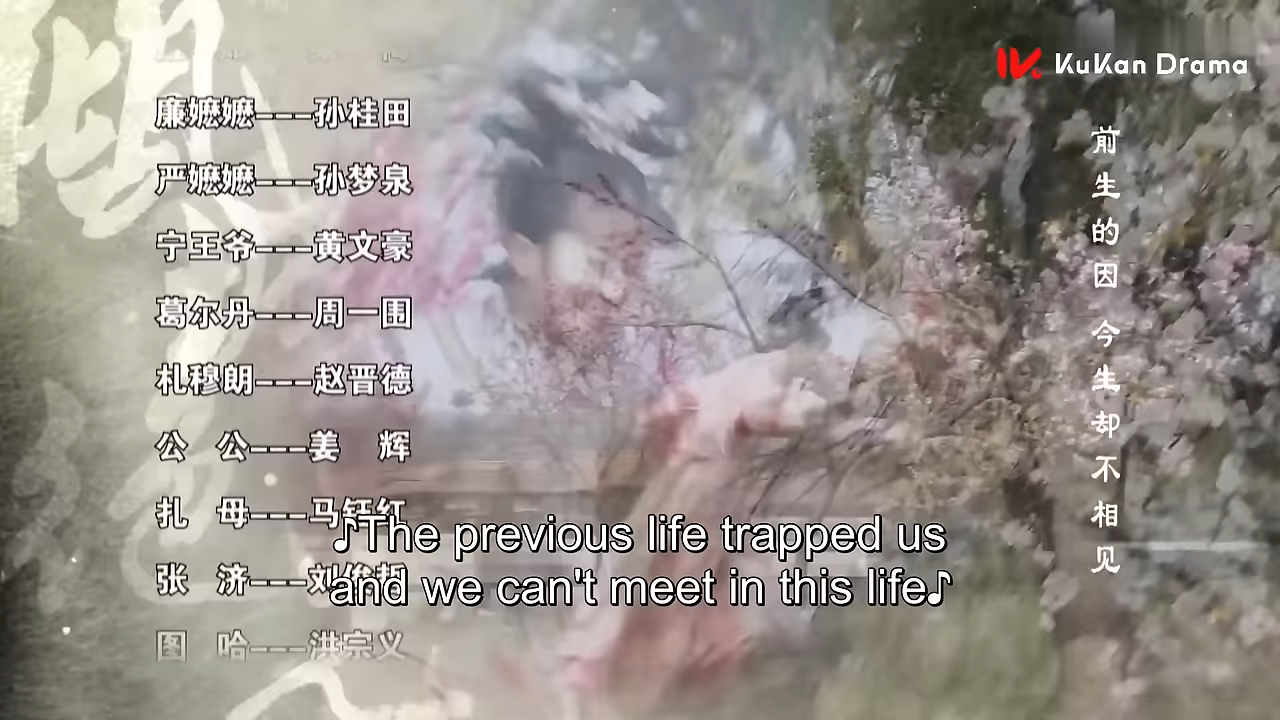 KuKan Drama
廉嬷嬷---孙桂田
严嬷嬷---孙梦泉
宁王爷---黄文豪
葛尔丹---周一围
札穆朗---赵晋德
公 公---姜 辉
扎 母---马钰红
张 济---刘俊哲
图 哈---洪宗义
前生的因 今生却不相见
♪The previous life trapped us
and we can't meet in this life♪